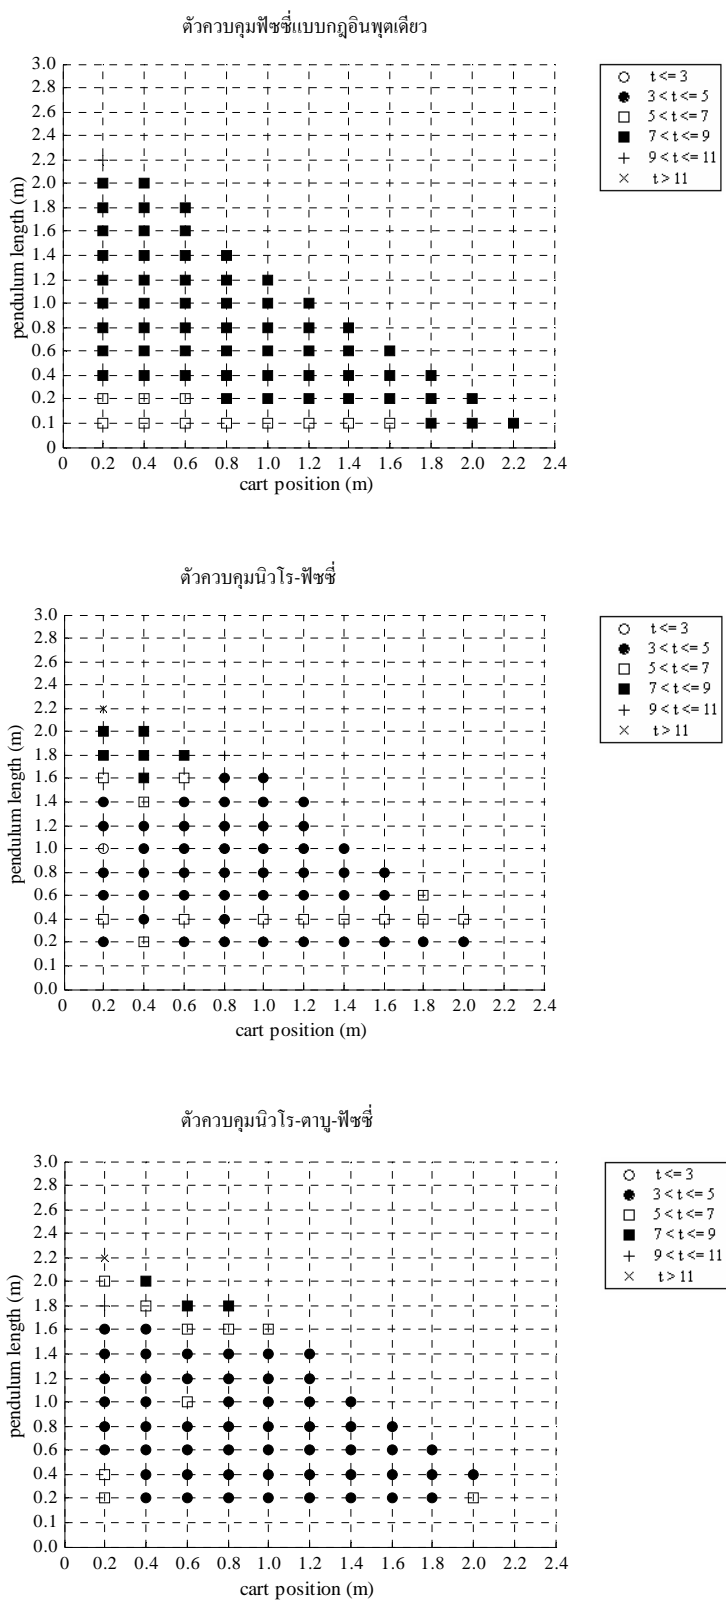 ตัวควบคุมฟัซซี่แบบกฎอินพุตเดียว
3.0
2.8
2.6
2.4
2.2
2.0
1.8
1.6
1.4
1.2
1.0
0.8
0.6
0.4
0.2
0.1
0
pendulum length (m)
0 0.2 0.4 0.6 0.8 1.0 1.2 1.4 1.6 1.8 2.0 2.2 2.4
cart position (m)
t <= 3
3 < t <= 5
5 < t <= 7
7 < t <= 9
9 < t <= 11
t > 11
ตัวควบคุมนิวโร-ฟัซซี่
3.0
2.8
2.6
2.4
2.2
2.0
1.8
1.6
1.4
1.2
1.0
0.8
0.6
0.4
0.2
0.1
0.0
pendulum length (m)
0 0.2 0.4 0.6 0.8 1.0 1.2 1.4 1.6 1.8 2.0 2.2 2.4
cart position (m)
t <= 3
3 < t <= 5
5 < t <= 7
7 < t <= 9
9 < t <= 11
t > 11
ตัวควบคุมนิวโร-ตาบู-ฟัซซี่
3.0
2.8
2.6
2.4
2.2
2.0
1.8
1.6
1.4
1.2
1.0
0.8
0.6
0.4
0.2
0.1
0.0
pendulum length (m)
0 0.2 0.4 0.6 0.8 1.0 1.2 1.4 1.6 1.8 2.0 2.2 2.4
cart position (m)
t <= 3
3 < t <= 5
5 < t <= 7
7 < t <= 9
9 < t <= 11
t > 11